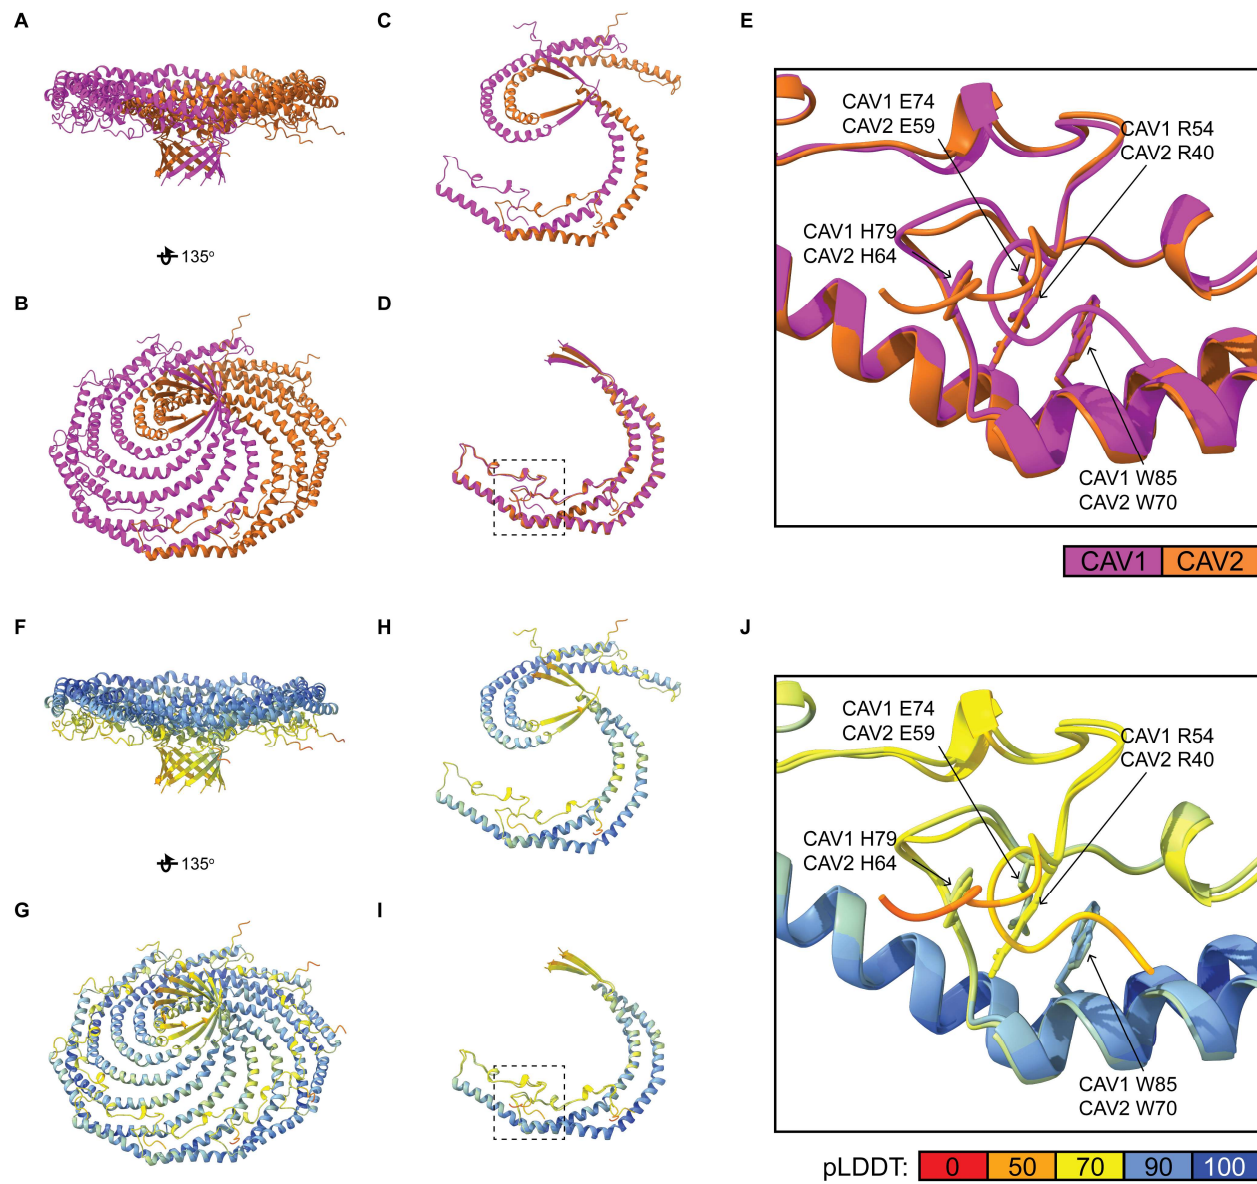 A
C
E
CAV1 E74
CAV2 E59
CAV1 R54
CAV2 R40
CAV1 H79
CAV2 H64
135°
B
D
CAV1 W85
CAV2 W70
CAV1 CAV2
F
H
J
CAV1 E74
CAV2 E59
CAV1 R54
CAV2 R40
CAV1 H79
CAV2 H64
135°
G
I
CAV1 W85
CAV2 W70
pLDDT: 0 50 70 90 100